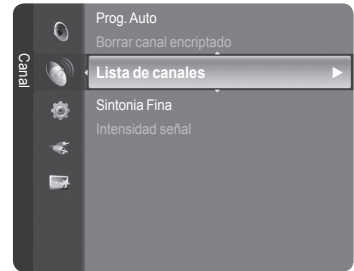 Canal
Prog. Auto
Borrar canal encriptado
Lista de canales
Sintonia Fina
Intensidad señal